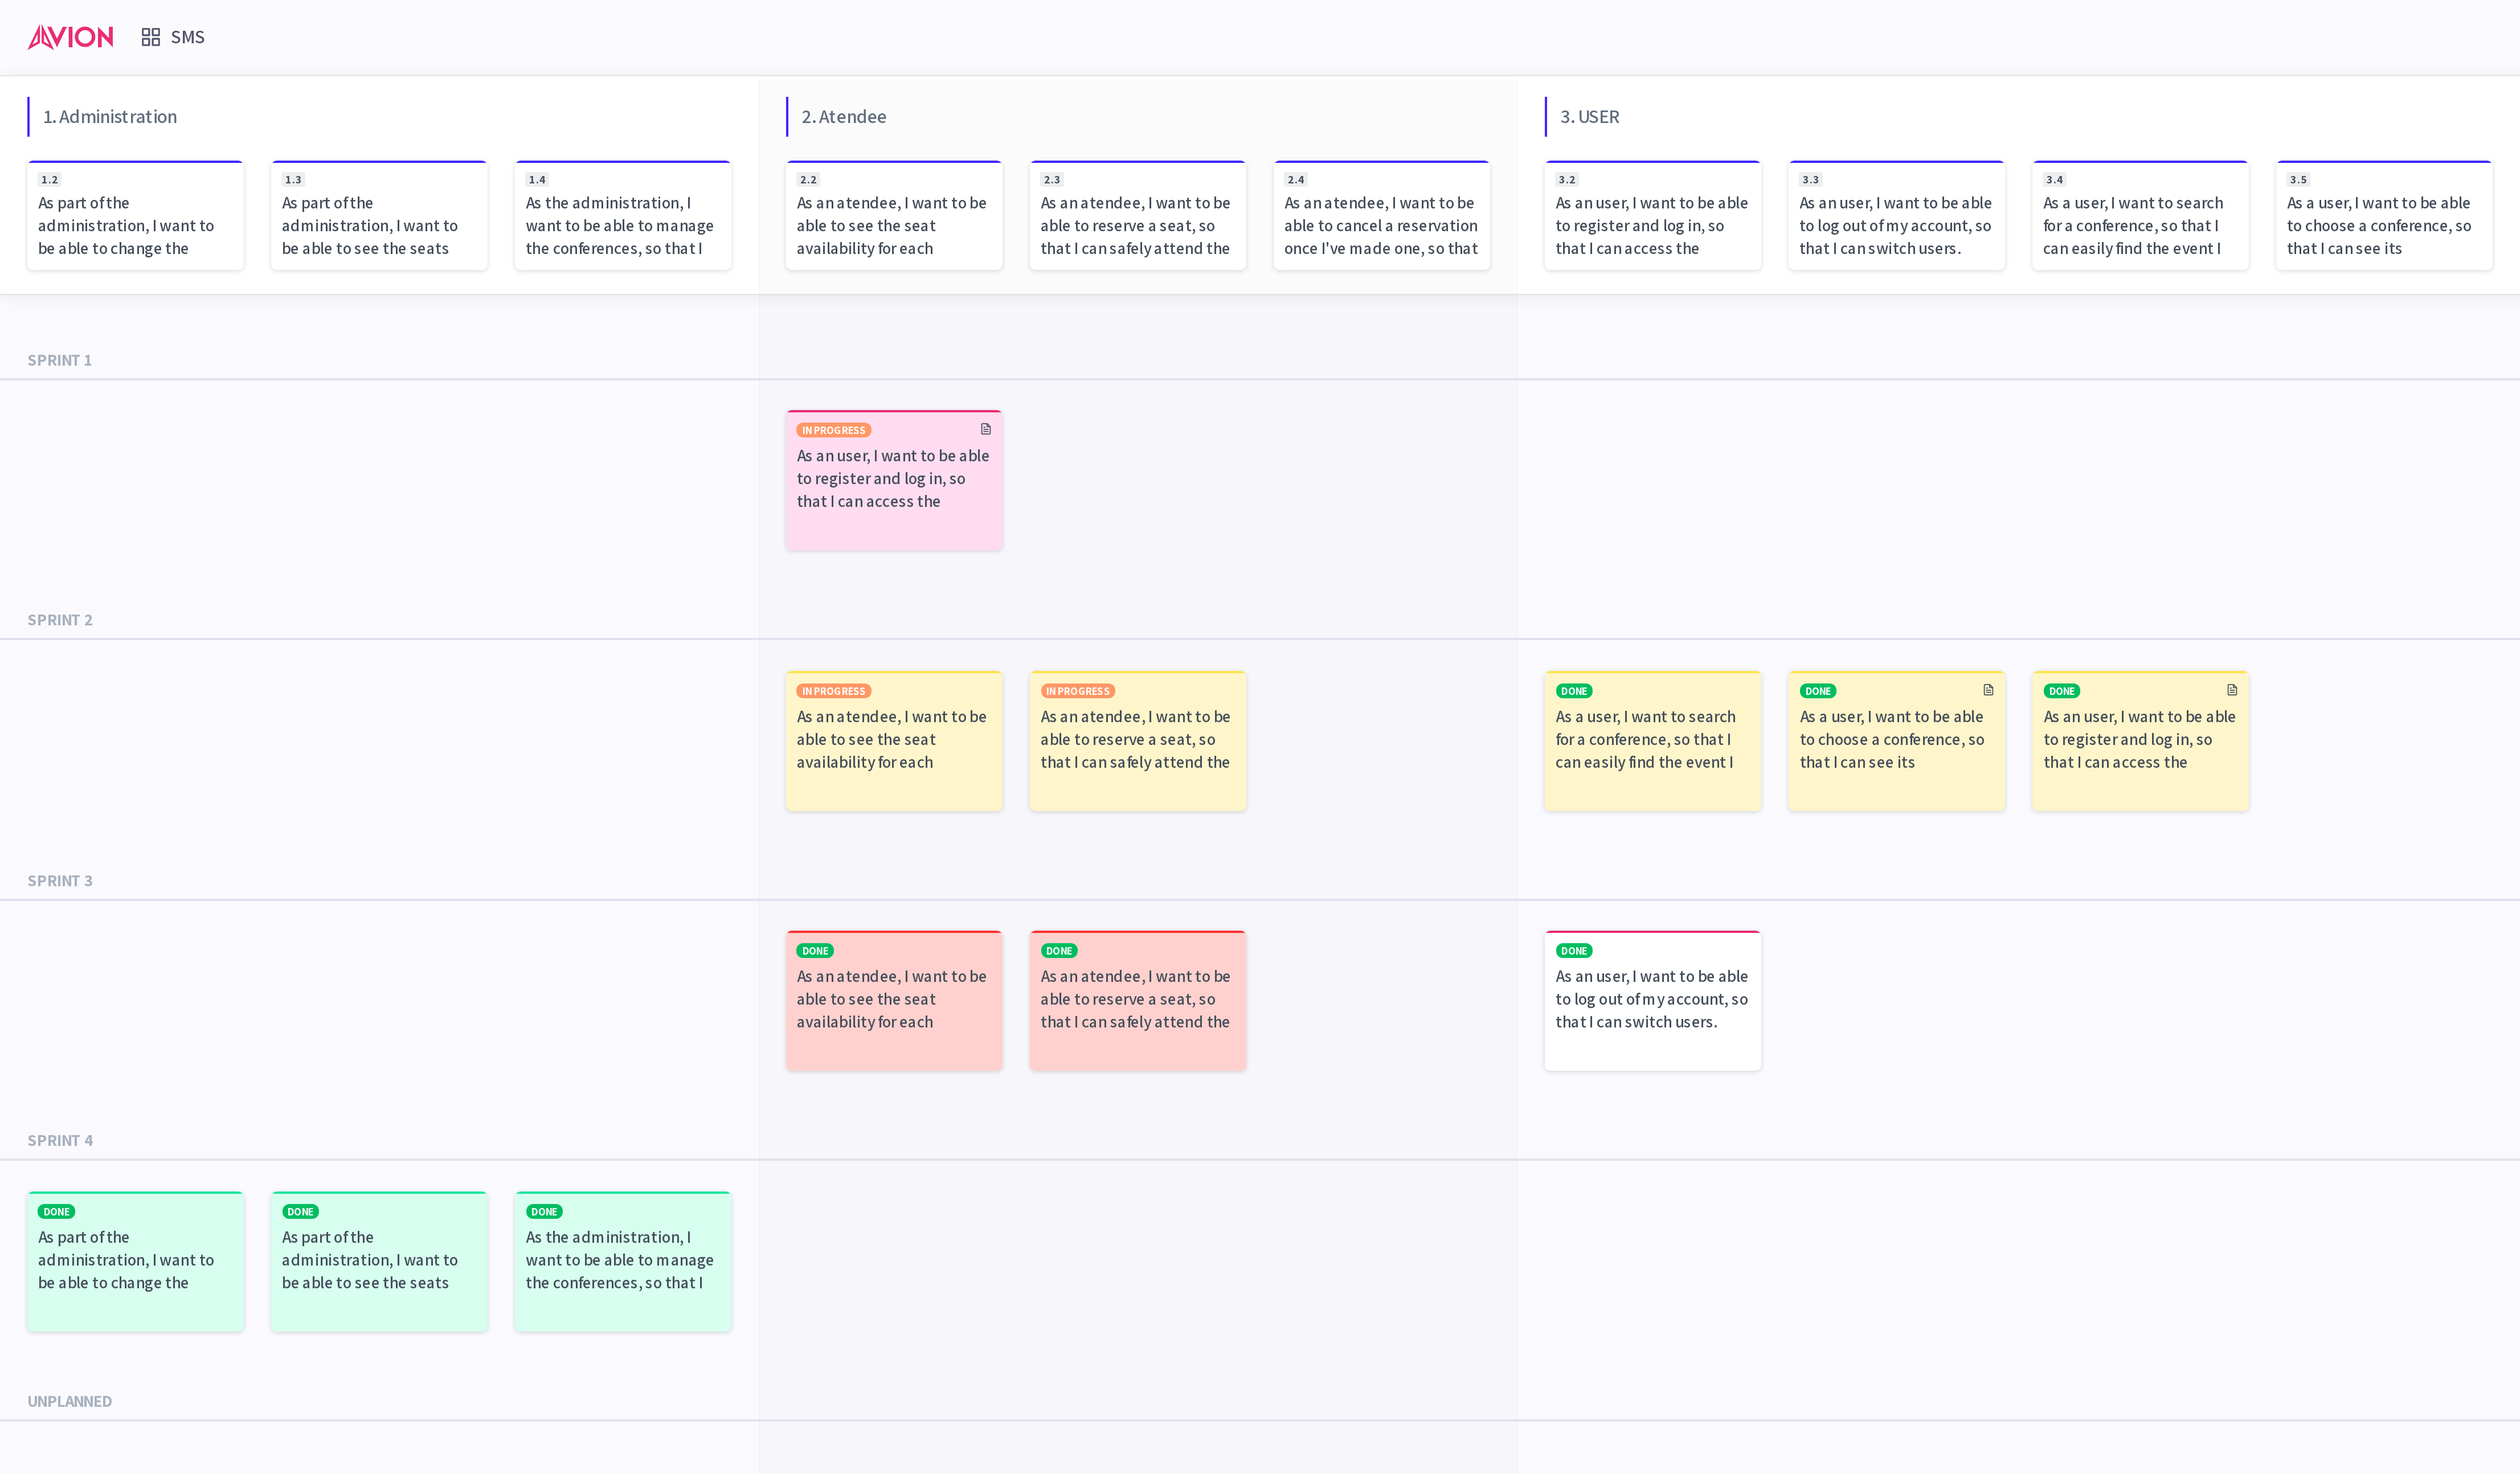 AVION
SMS
1. Administration
2. Atendee
3. USER
1.2
As part of the
administration, I want to
be able to change the
1.3
As part of the
administration, I want to
be able to see the seats
1.4
As the administration, I
want to be able to manage
the conferences, so that I
2.2
As an atendee, I want to be
able to see the seat
availability for each
2.3
As an atendee, I want to be
able to reserve a seat, so
that I can safely attend the
2.4
As an atendee, I want to be
able to cancel a reservation
once I've made one, so that
3.2
As an user, I want to be able
to register and log in, so
that I can access the
3.3
As an user, I want to be able
to log out of my account, so
that I can switch users.
3.4
As a user, I want to search
for a conference, so that I
can easily find the event I
3.5
As a user, I want to be able
to choose a conference, so
that I can see its
SPRINT 1
IN PROGRESS
As an user, I want to be able
to register and log in, so
that I can access the
SPRINT 2
IN PROGRESS
As an atendee, I want to be
able to see the seat
availability for each
IN PROGRESS
As an atendee, I want to be
able to reserve a seat, so
that I can safely attend the
DONE
As a user, I want to search
for a conference, so that I
can easily find the event I
DONE
As a user, I want to be able
to choose a conference, so
that I can see its
DONE
As an user, I want to be able
to register and log in, so
that I can access the
SPRINT 3
DONE
As an atendee, I want to be
able to see the seat
availability for each
DONE
As an atendee, I want to be
able to reserve a seat, so
that I can safely attend the
DONE
As an user, I want to be able
to log out of my account, so
that I can switch users.
SPRINT 4
DONE
As part of the
administration, I want to
be able to change the
DONE
As part of the
administration, I want to
be able to see the seats
DONE
As the administration, I
want to be able to manage
the conferences, so that I
UNPLANNED